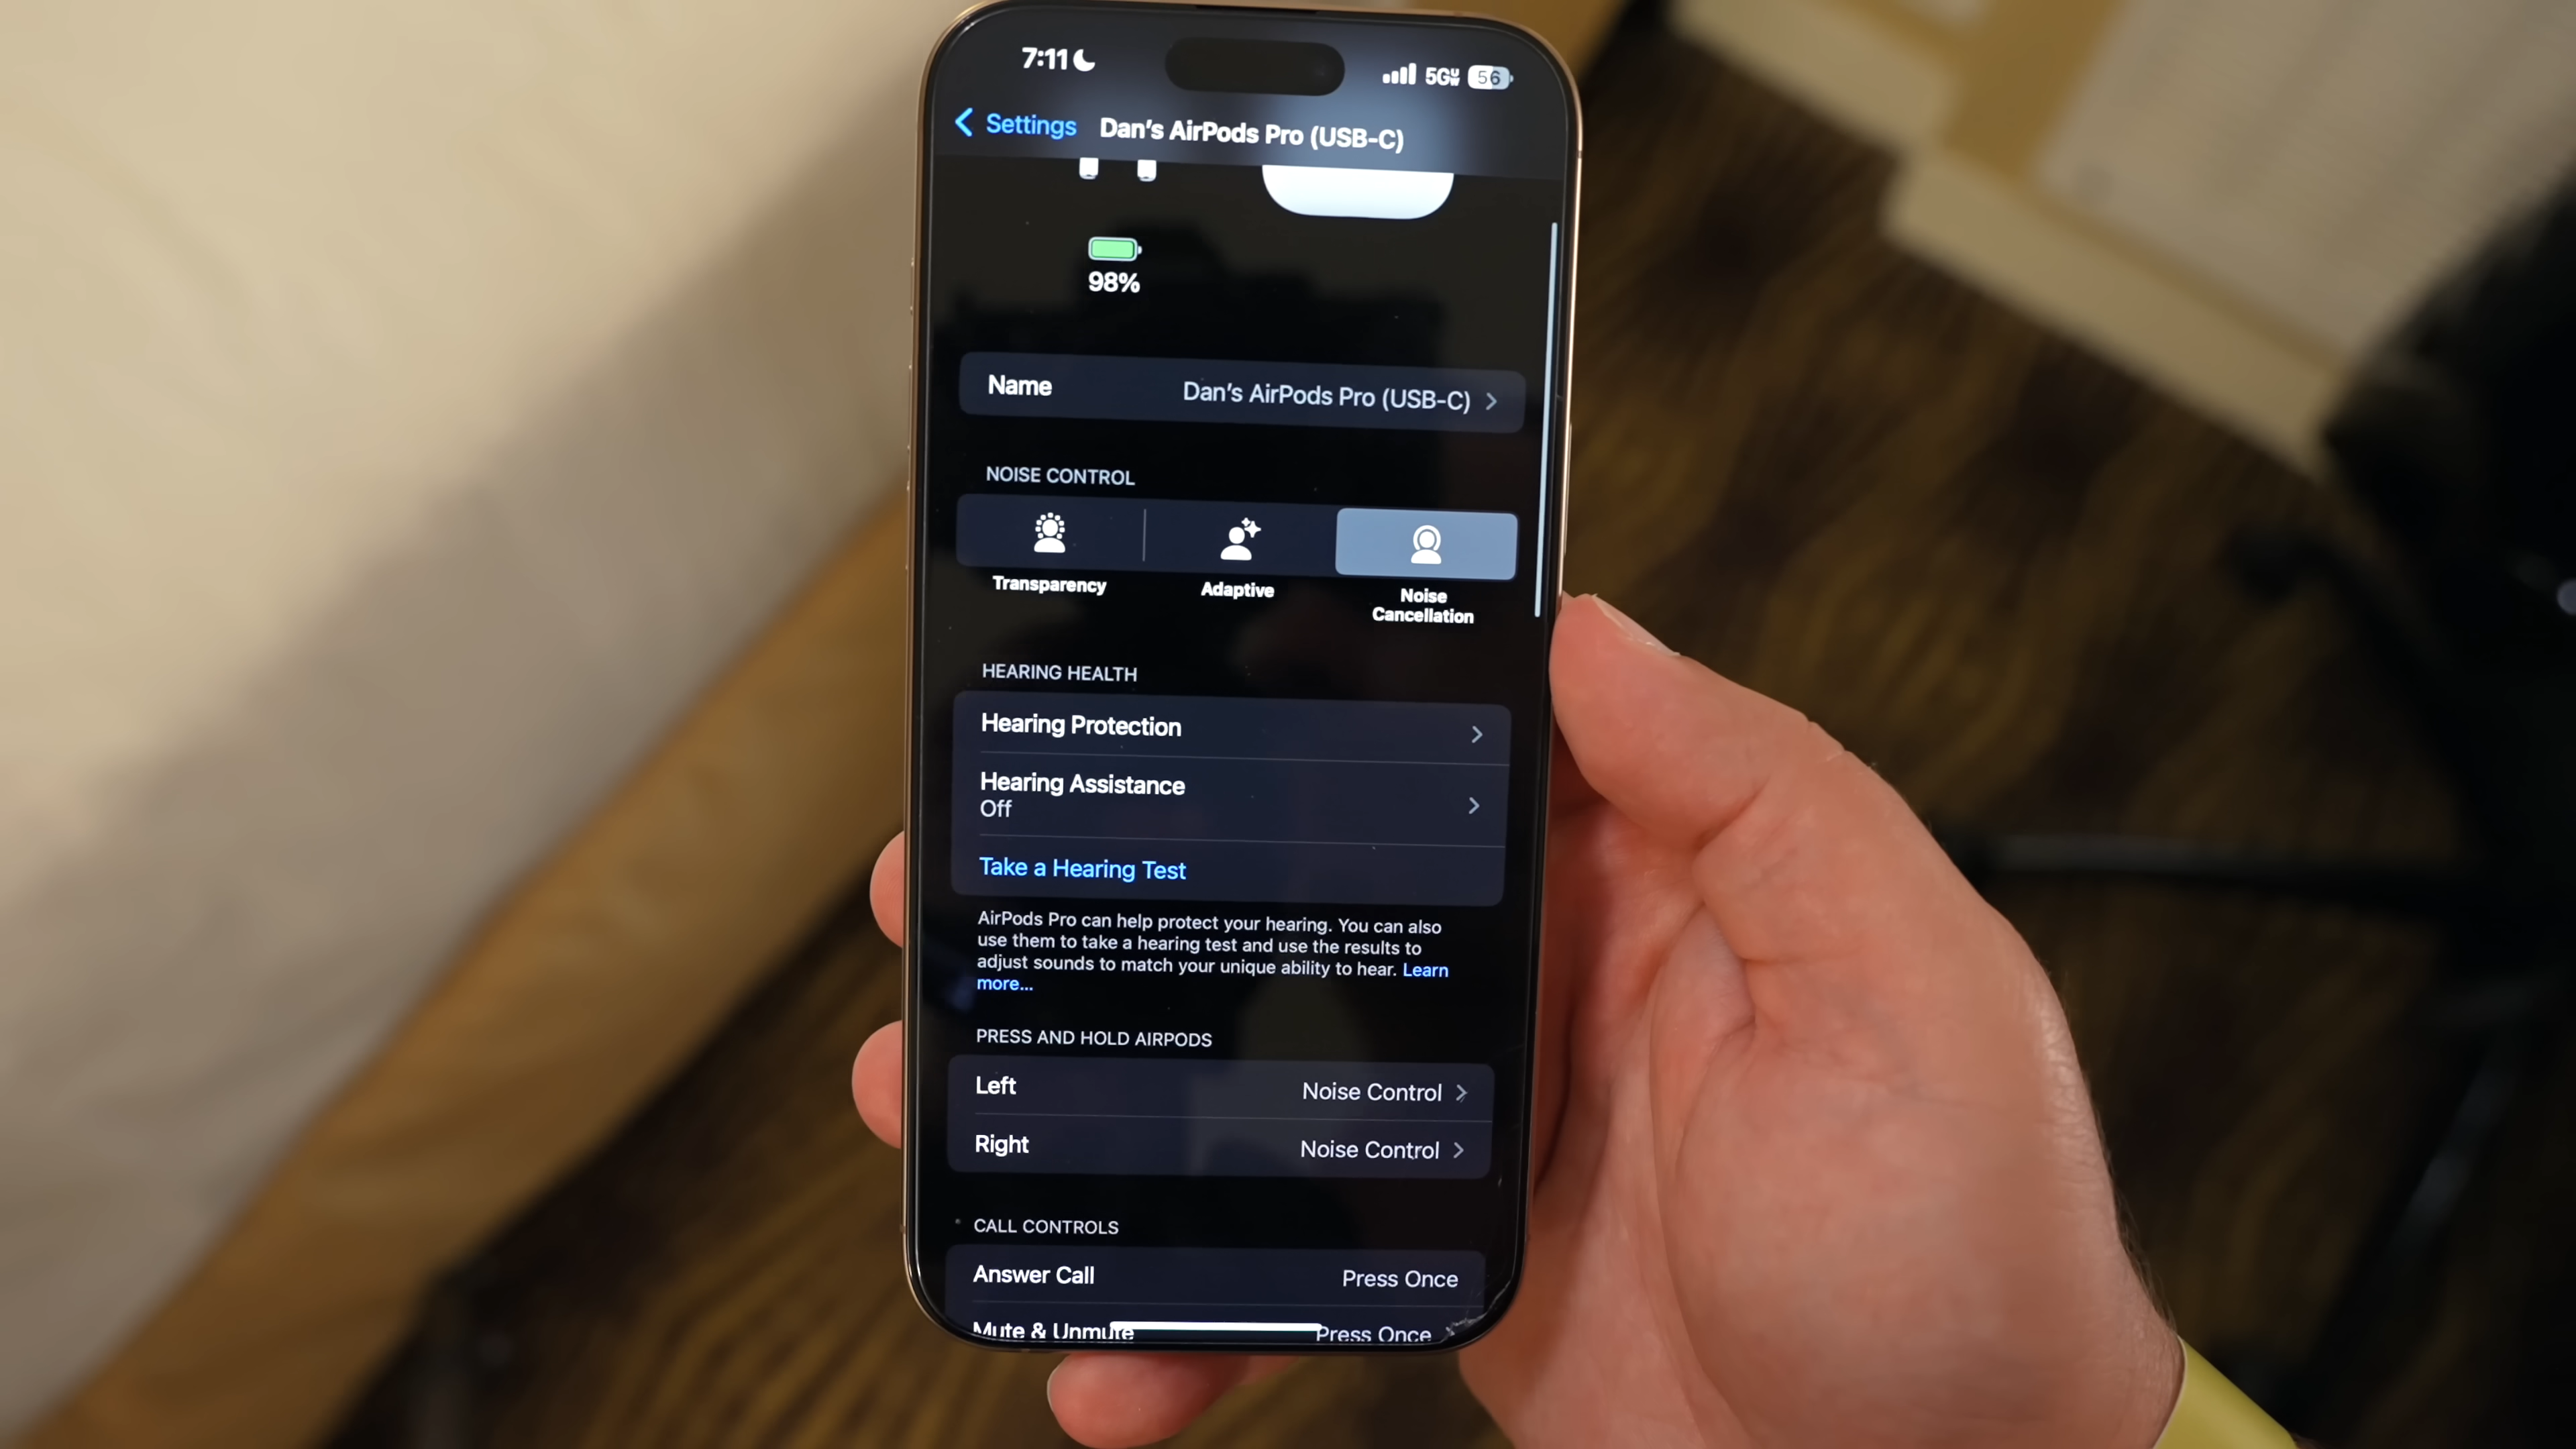 7:11
5GUW 56
Settings Dan's AirPods Pro (USB-C)
98%
Name Dan's AirPods Pro (USB-C)
NOISE CONTROL
Transparency Adaptive Noise
Cancellation
HEARING HEALTH
Hearing Protection
Hearing Assistance
Off
Take a Hearing Test
AirPods Pro can help protect your hearing. You can also
use them to take a hearing test and use the results to
adjust sounds to match your unique ability to hear. Learn
more...
PRESS AND HOLD AIRPODS
Left Noise Control
Right Noise Control
CALL CONTROLS
Answer Call Press Once
Mute & Unmute Press Once